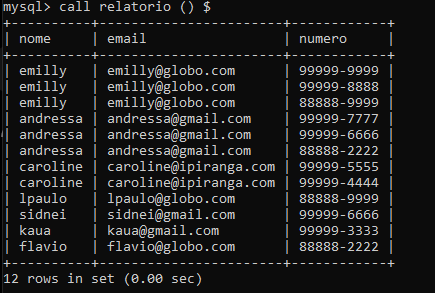 mysql> call relatorio () $
+----------+-----------------------+------------+
| nome     | email                 | numero     |
+----------+-----------------------+------------+
| emilly   | emilly@globo.com      | 99999-9999 |
| emilly   | emilly@globo.com      | 99999-8888 |
| emilly   | emilly@globo.com      | 88888-9999 |
| andressa | andressa@gmail.com    | 99999-7777 |
| andressa | andressa@gmail.com    | 99999-6666 |
| andressa | andressa@gmail.com    | 88888-2222 |
| caroline | caroline@ipiranga.com | 99999-5555 |
| caroline | caroline@ipiranga.com | 99999-4444 |
| lpaulo   | lpaulo@globo.com      | 88888-9999 |
| sidnei   | sidnei@gmail.com      | 99999-6666 |
| kaua     | kaua@gmail.com        | 99999-3333 |
| flavio   | flavio@globo.com      | 88888-2222 |
+----------+-----------------------+------------+
12 rows in set (0.00 sec)